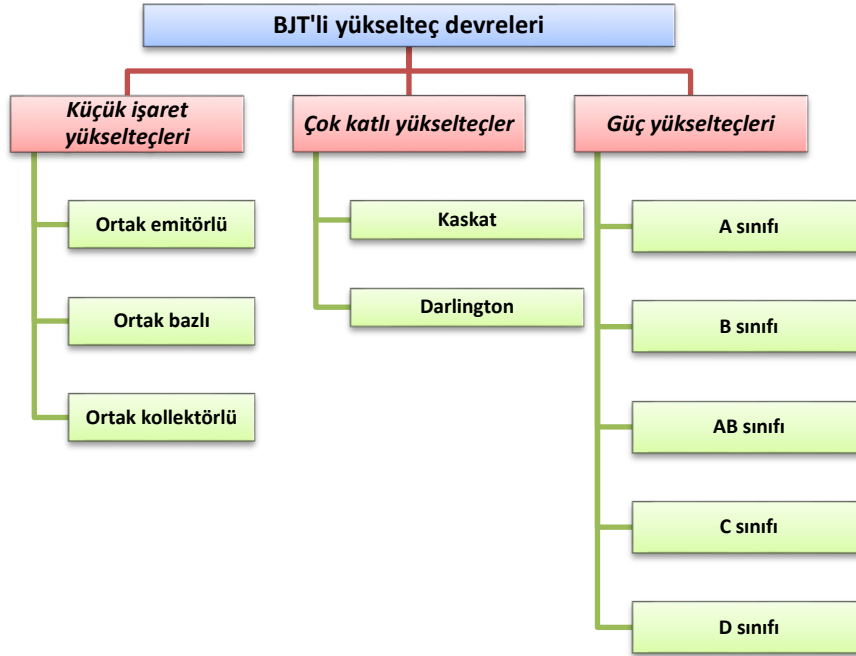 BJT'li yükselteç devreleri
Küçük işaret
yükselteçleri
Ortak emitörlü
Ortak bazlı
Ortak kollektörlü
Çok katlı yükselteçler
Kaskat
Darlington
Güç yükselteçleri
A sınıfı
B sınıfı
AB sınıfı
C sınıfı
D sınıfı